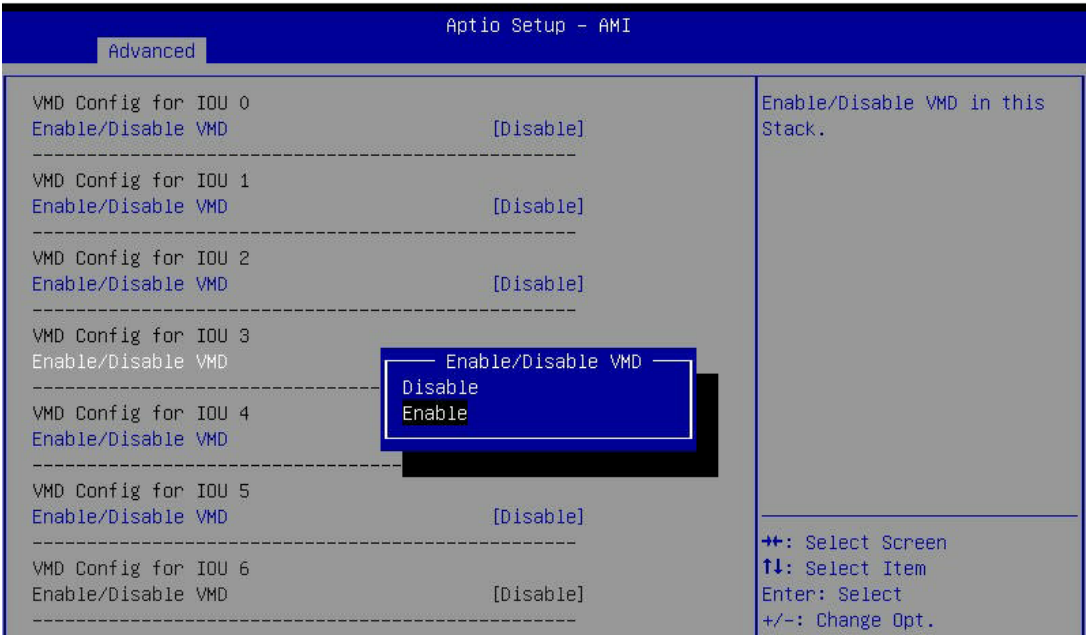 Aptio Setup - AMI
Advanced
VMD Config for IOU 0
Enable/Disable VMD [Disable]
------------------------------------------------------
VMD Config for IOU 1
Enable/Disable VMD [Disable]
------------------------------------------------------
VMD Config for IOU 2
Enable/Disable VMD [Disable]
------------------------------------------------------
VMD Config for IOU 3
Enable/Disable VMD
Enable/Disable VMD
Disable
Enable
VMD Config for IOU 4
Enable/Disable VMD
VMD Config for IOU 5
Enable/Disable VMD [Disable]
------------------------------------------------------
VMD Config for IOU 6
Enable/Disable VMD [Disable]
------------------------------------------------------
Enable/Disable VMD in this
Stack.
→←: Select Screen
↑↓: Select Item
Enter: Select
+/-: Change Opt.